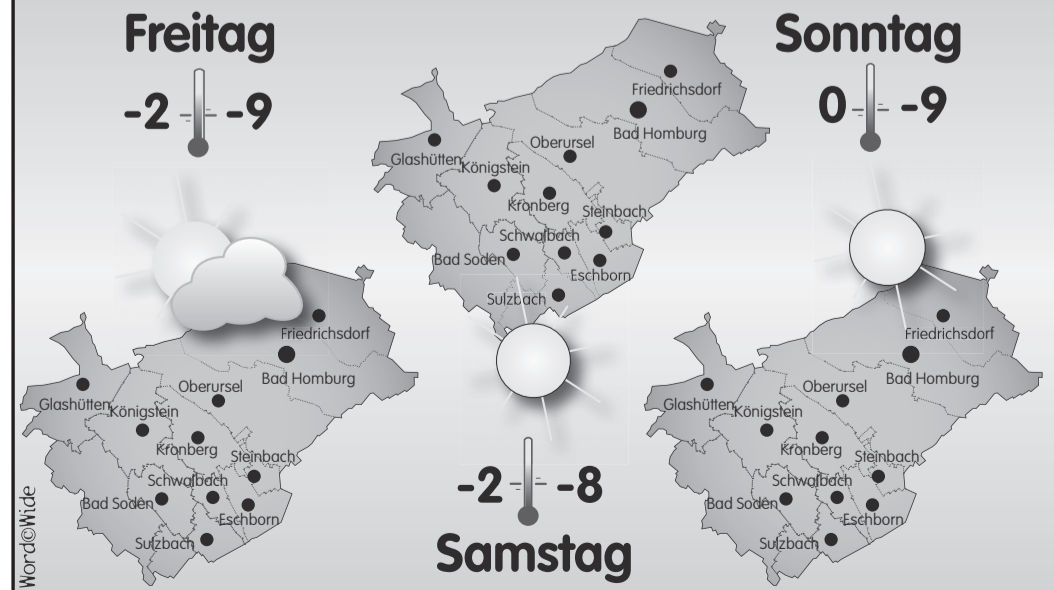 Freitag
-2 -9
Friedrichsdorf
Bad Homburg
Oberursel
Glashütten
Königstein
Kronberg
Steinbach
Schwalbach
Bad Soden
Eschborn
Sulzbach
Friedrichsdorf
Bad Homburg
Oberursel
Glashütten
Königstein
Kronberg
Steinbach
Schwalbach
Bad Soden
Eschborn
Sulzbach
-2 -8
Samstag
Sonntag
0 -9
Friedrichsdorf
Bad Homburg
Oberursel
Glashütten
Königstein
Kronberg
Steinbach
Schwalbach
Bad Soden
Eschborn
Sulzbach
Word©Wide